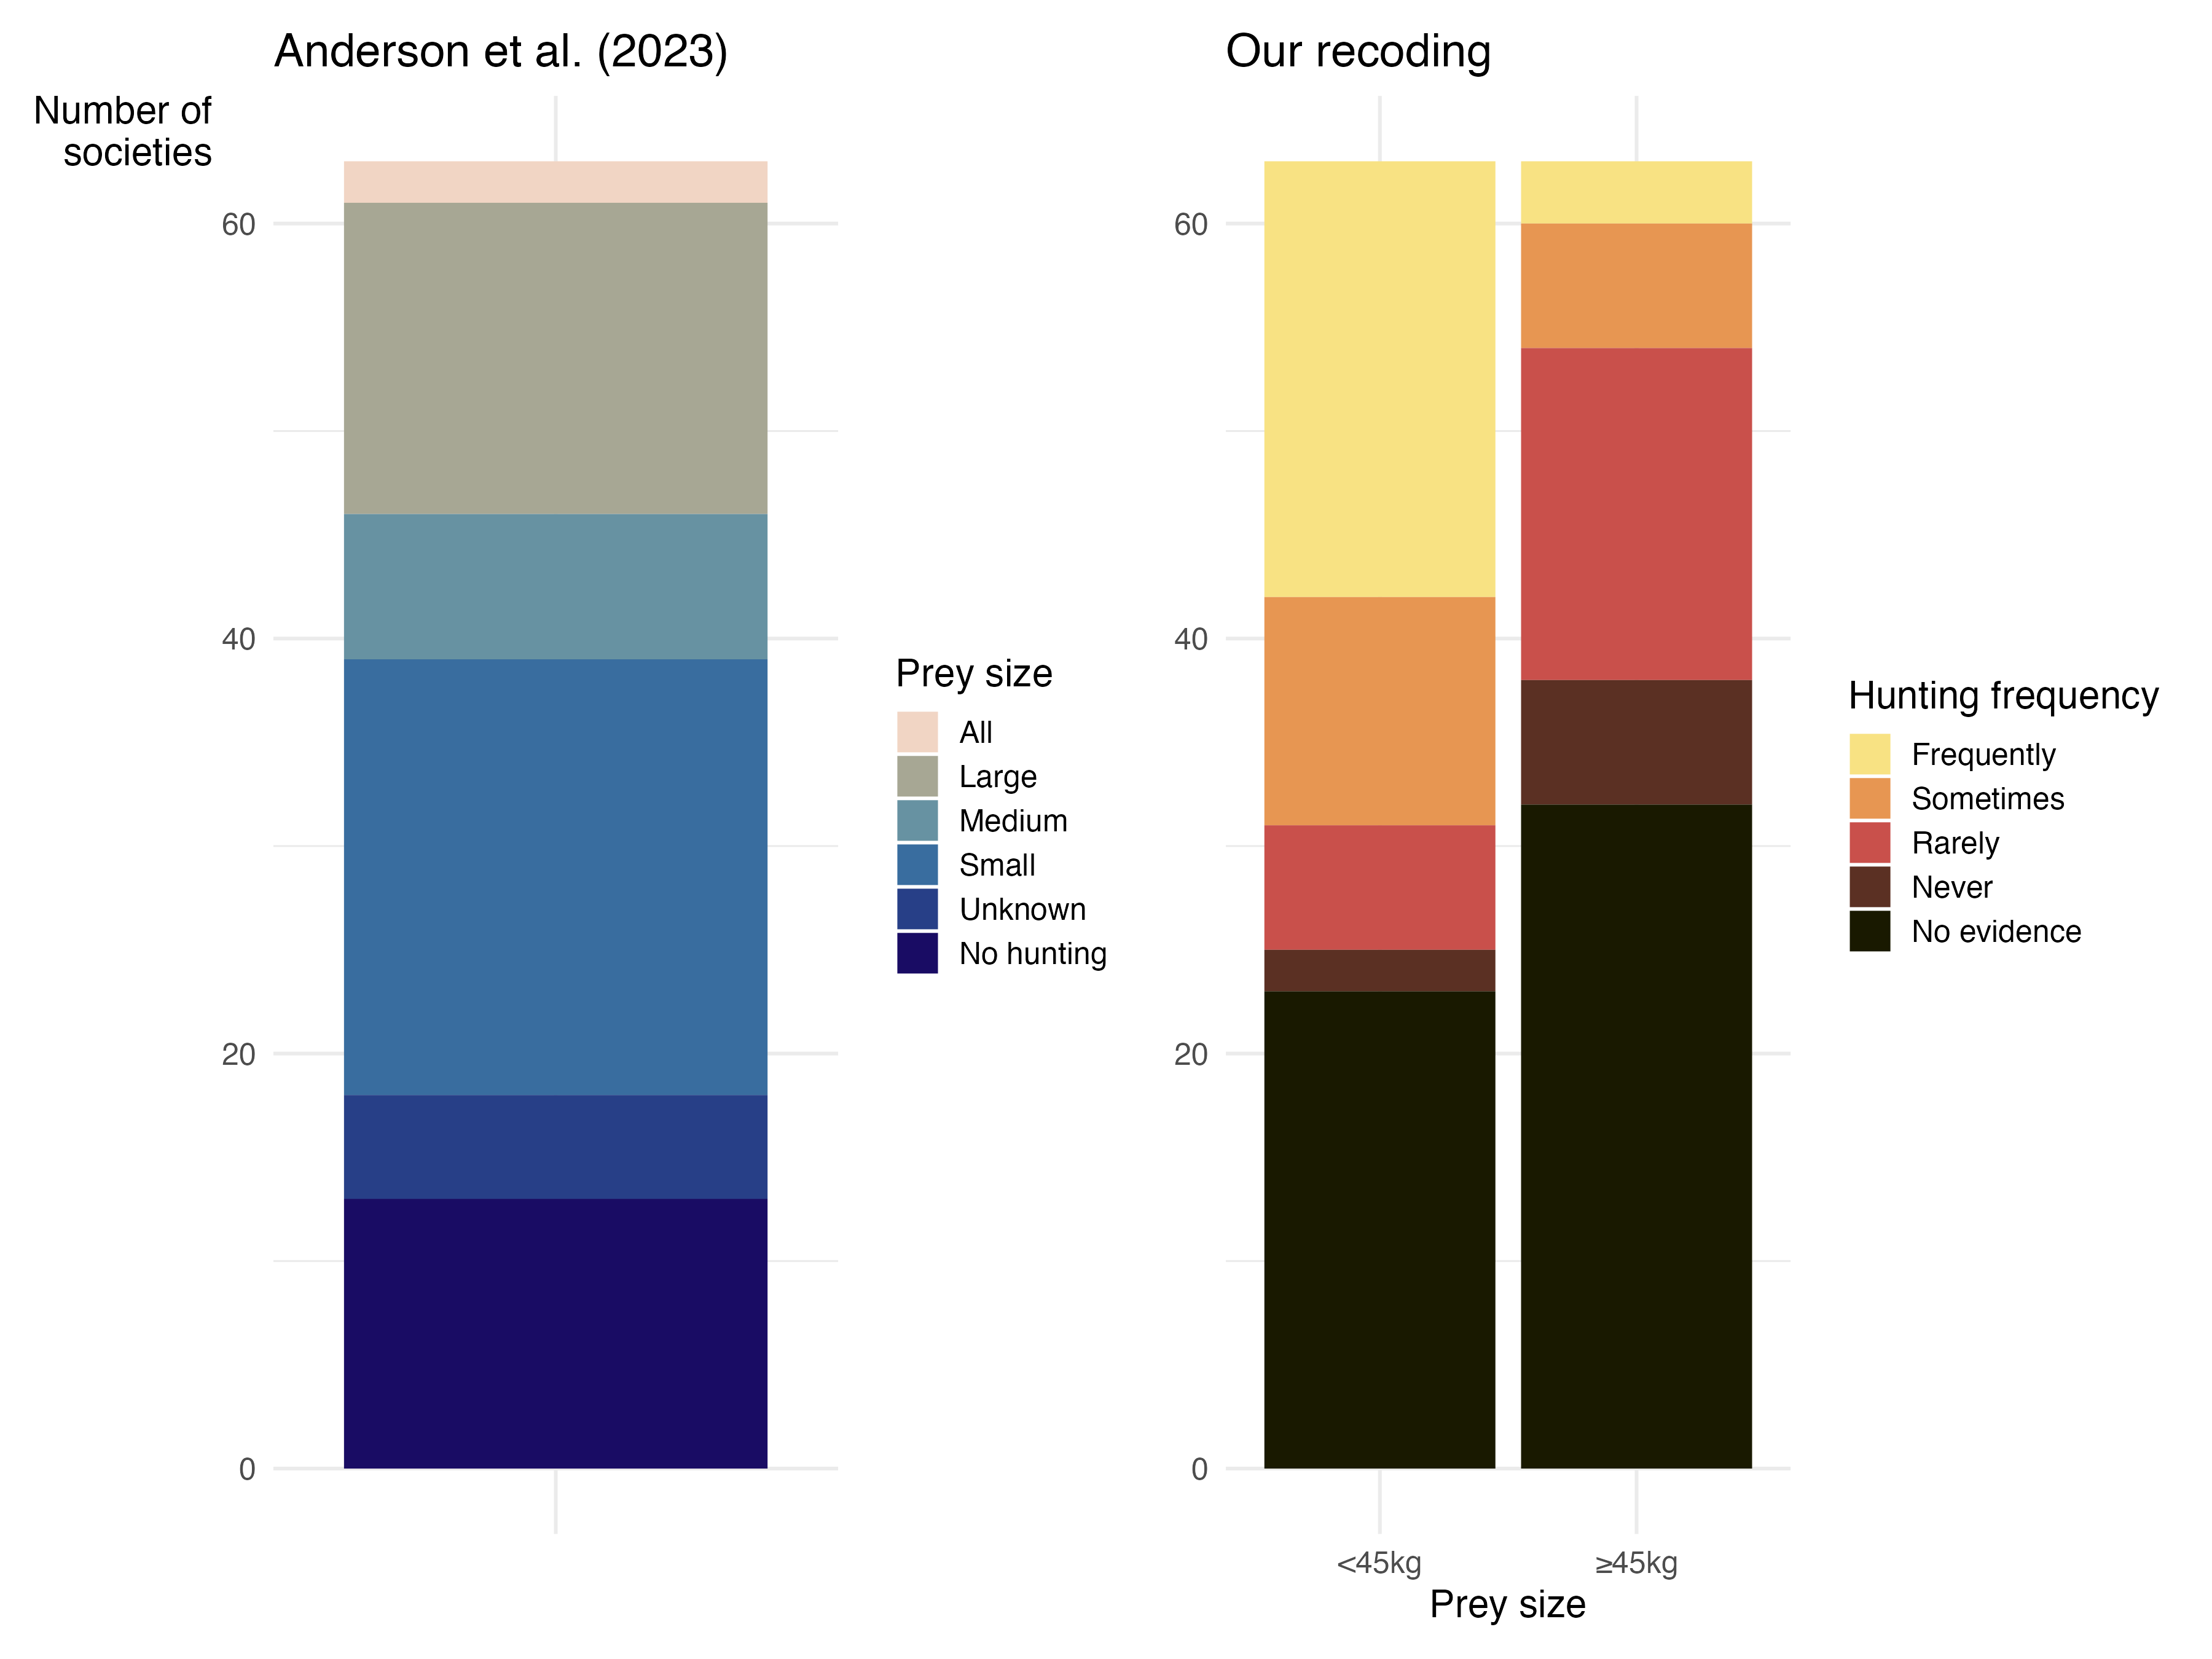 Anderson et al. (2023)
Number of
societies
60
40
20
0
Prey size
All
Large
Medium
Small
Unknown
No hunting
Our recoding
60
40
20
0
<45kg
≥45kg
Prey size
Hunting frequency
Frequently
Sometimes
Rarely
Never
No evidence